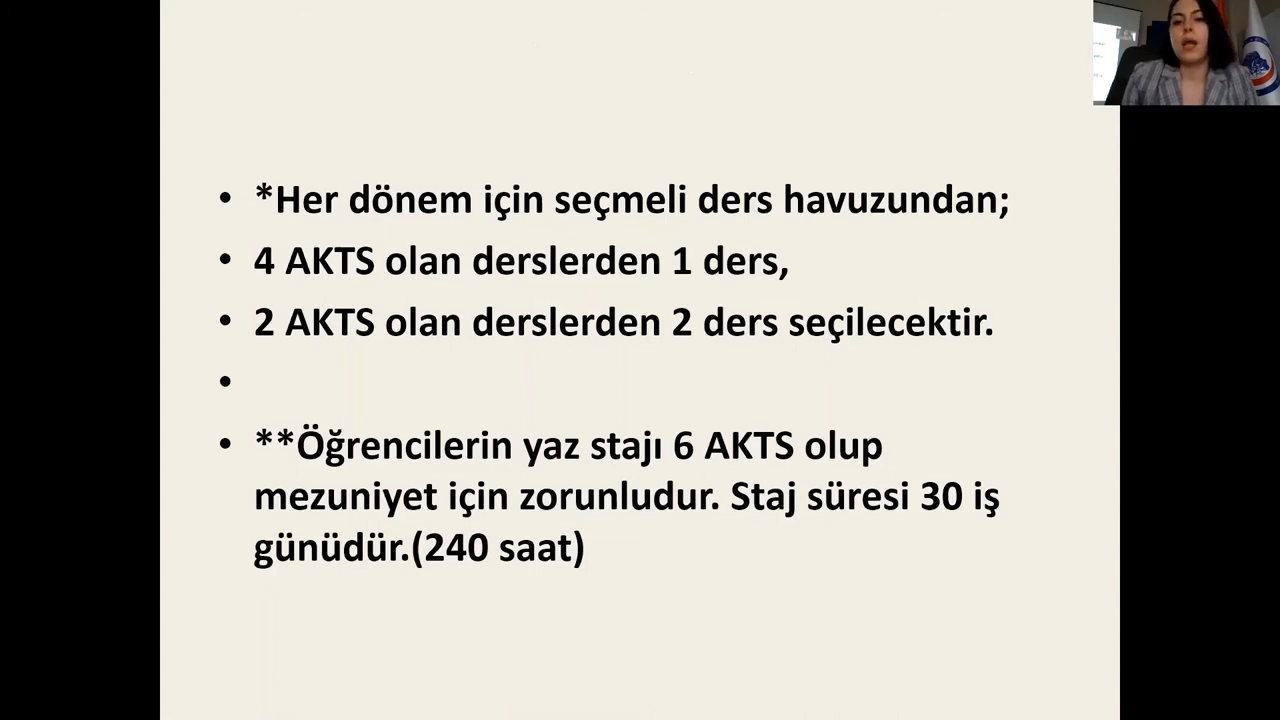 • *Her dönem için seçmeli ders havuzundan;
• 4 AKTS olan derslerden 1 ders,
• 2 AKTS olan derslerden 2 ders seçilecektir.
•
• **Öğrencilerin yaz stajı 6 AKTS olup
mezuniyet için zorunludur. Staj süresi 30 iş
günüdür.(240 saat)